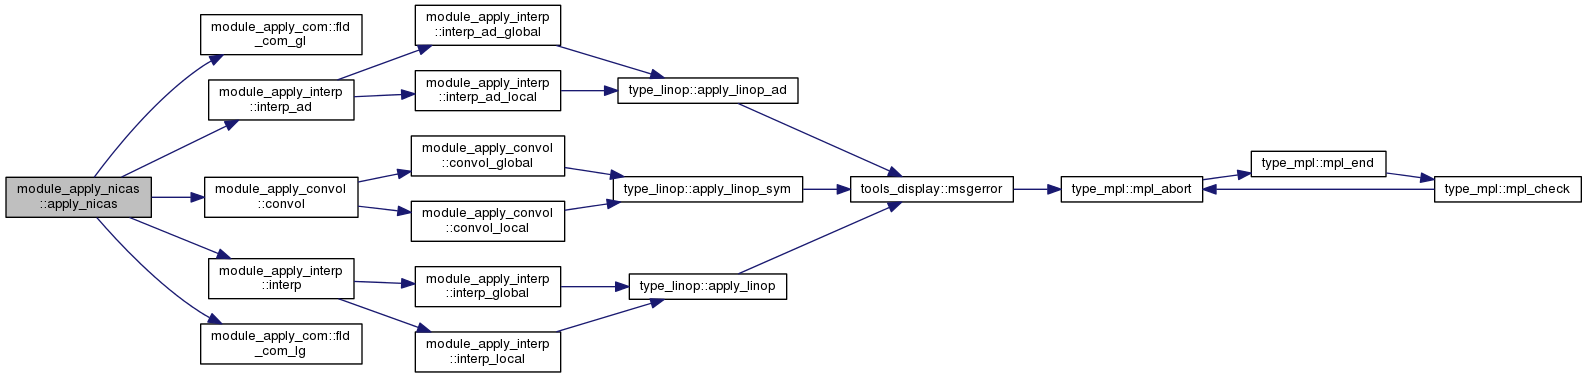 module_apply_nicas
::apply_nicas
module_apply_com::fld
_com_gl
module_apply_interp
::interp_ad
module_apply_convol
::convol
module_apply_interp
::interp
module_apply_com::fld
_com_lg
module_apply_interp
::interp_ad_global
module_apply_interp
::interp_ad_local
module_apply_convol
::convol_global
module_apply_convol
::convol_local
module_apply_interp
::interp_global
module_apply_interp
::interp_local
type_linop::apply_linop_ad
type_linop::apply_linop_sym
type_linop::apply_linop
tools_display::msgerror
type_mpl::mpl_abort
type_mpl::mpl_end
type_mpl::mpl_check